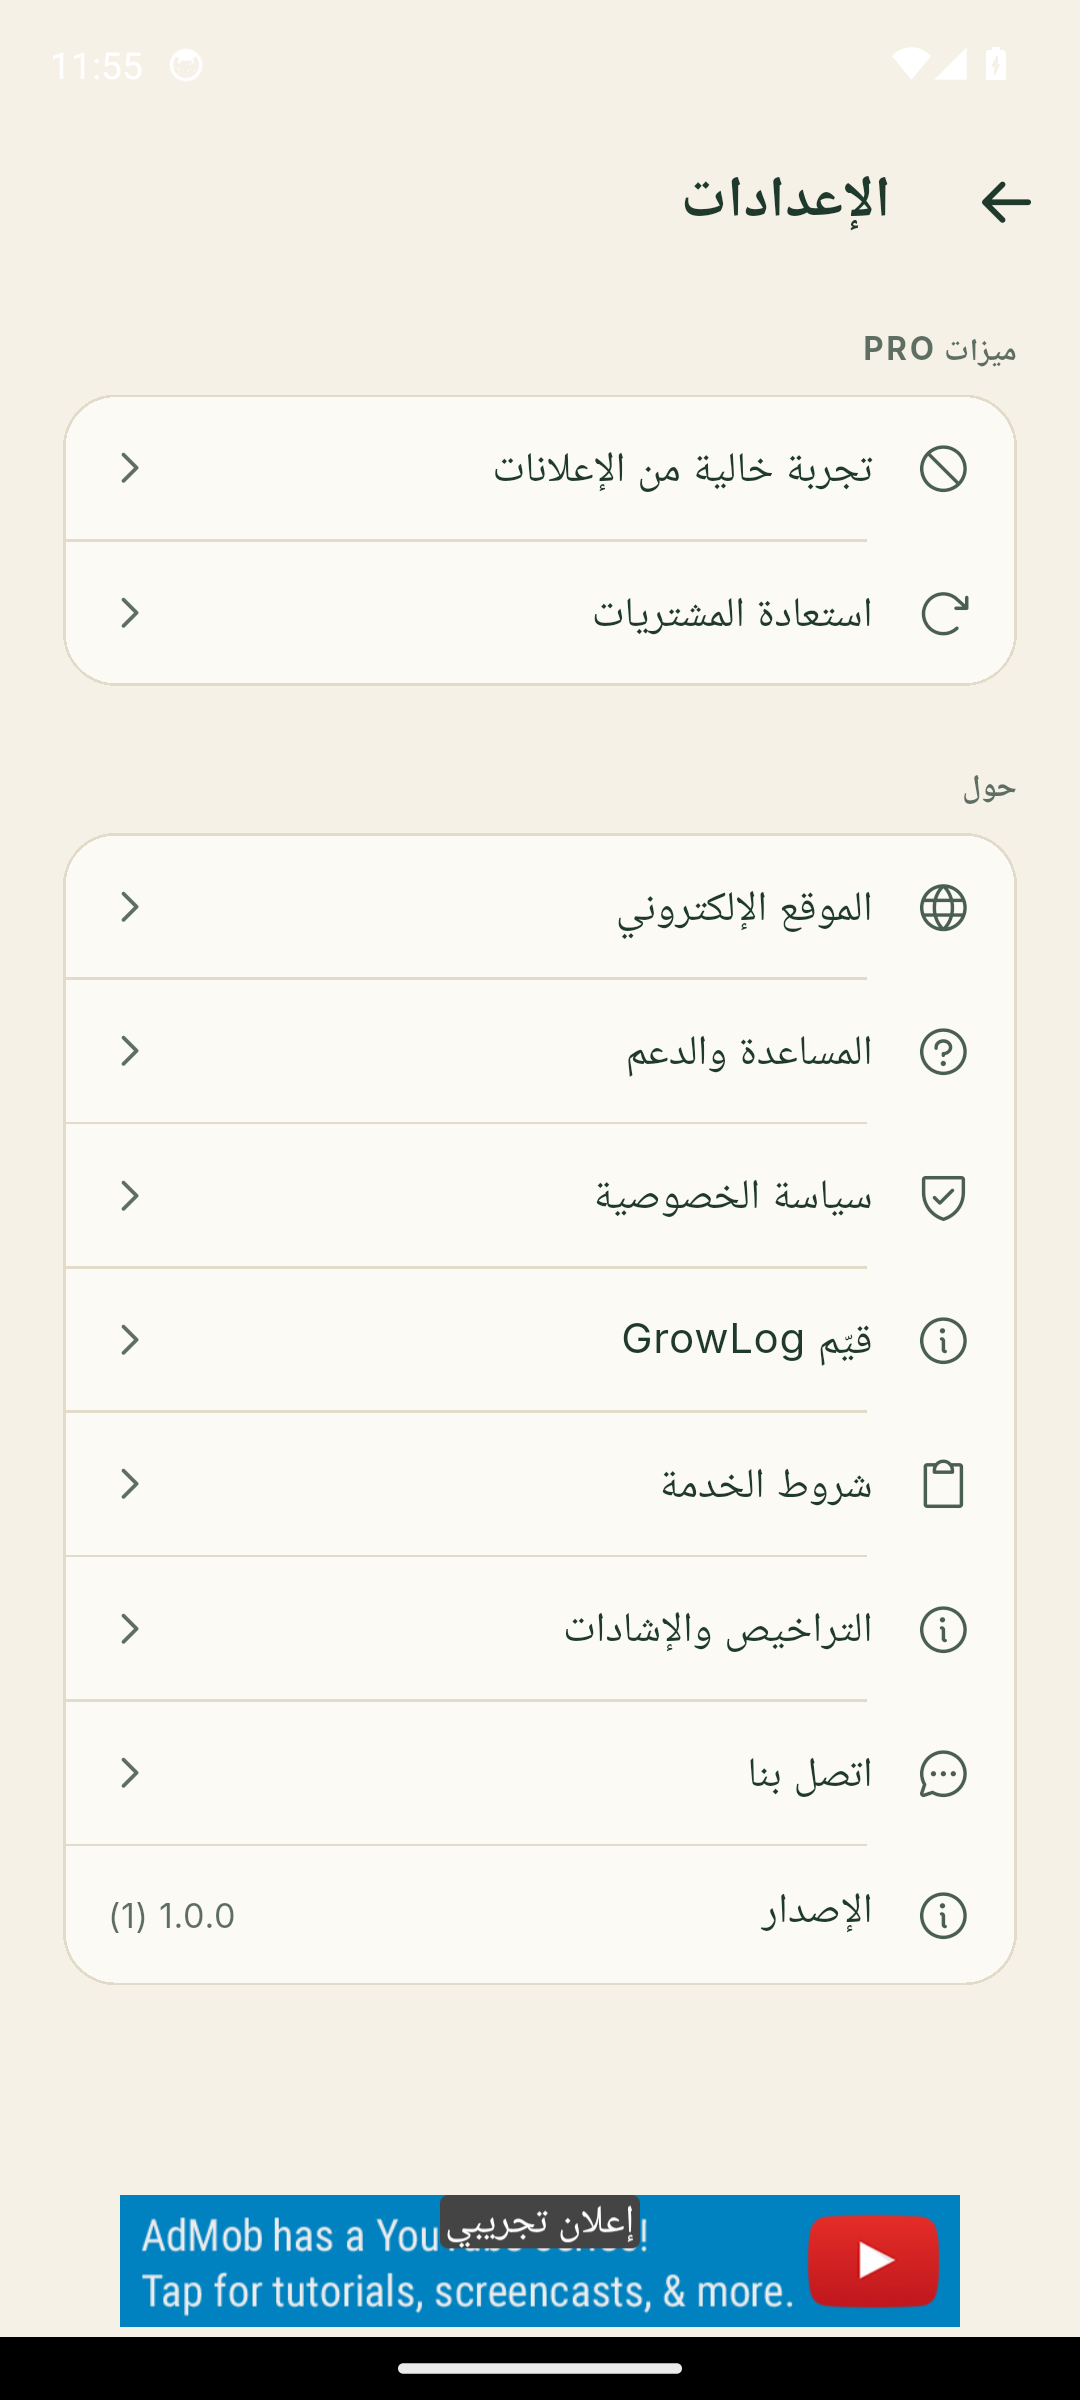 11:55
الإعدادات
ميزات PRO
تجربة خالية من الإعلانات
استعادة المشتريات
حول
الموقع الإلكتروني
المساعدة والدعم
سياسة الخصوصية
قيّم GrowLog
شروط الخدمة
التراخيص والإشادات
اتصل بنا
الإصدار
1.0.0 (1)
إعلان تجريبي
AdMob has a You !
Tap for tutorials, screencasts, & more.